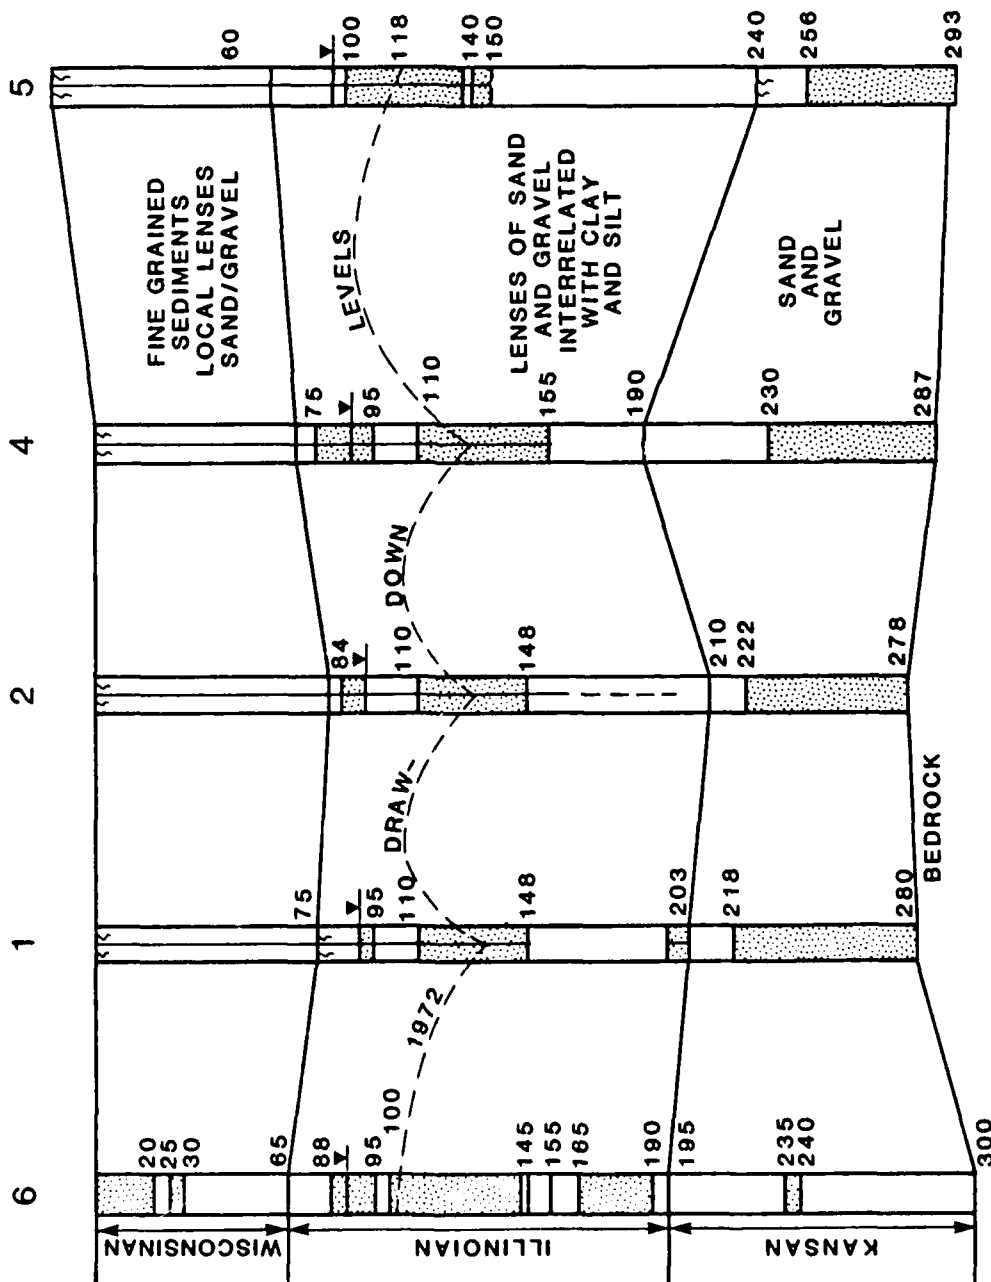 6 1 2 4 5
WISCONSINAN
ILLINOIAN
KANSAN
20
25
30
65
88
95
100
145
155
165
190
195
235
240
300
75
95
110
148
203
218
280
84
110
148
210
222
278
75
95
110
155
190
230
287
60
100
118
140
150
240
256
293
1972
DRAW-
DOWN
LEVELS
FINE GRAINED
SEDIMENTS
LOCAL LENSES
SAND/GRAVEL
LENSES OF SAND
AND GRAVEL
INTERRELATED
WITH CLAY
AND SILT
SAND
AND
GRAVEL
BEDROCK